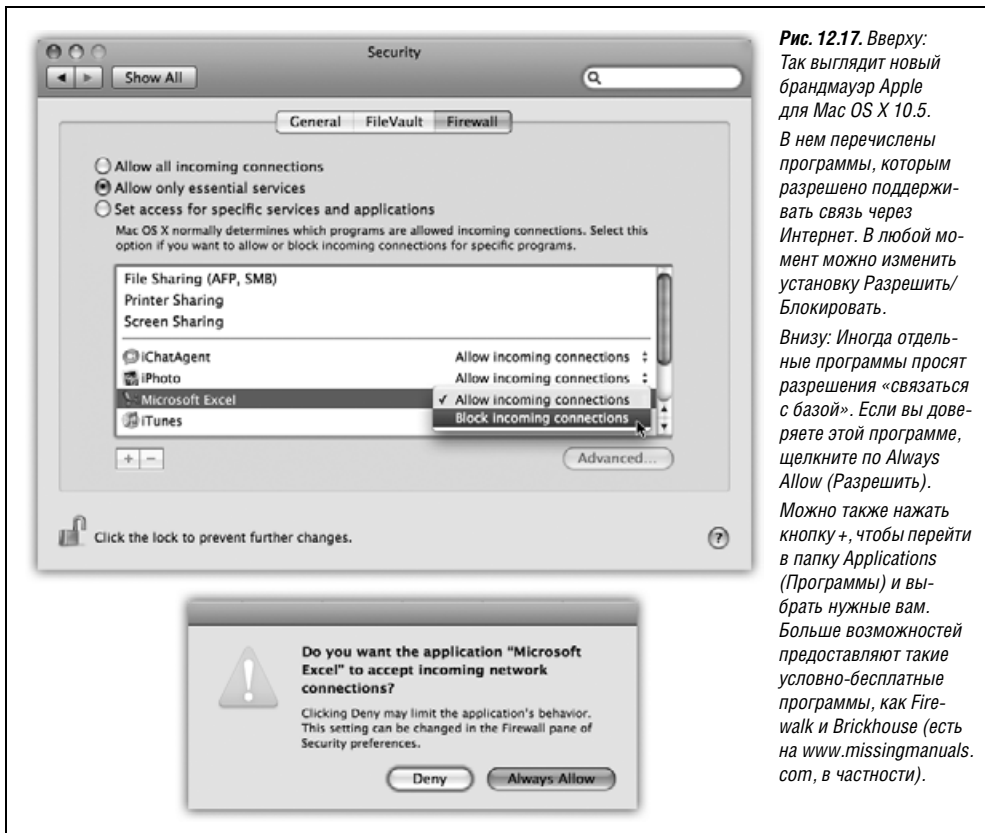 Security
Show All
General FileVault Firewall
Allow all incoming connections
Allow only essential services
Set access for specific services and applications
Mac OS X normally determines which programs are allowed incoming connections. Select this
option if you want to allow or block incoming connections for specific programs.
File Sharing (AFP, SMB)
Printer Sharing
Screen Sharing
iChatAgent Allow incoming connections
iPhoto Allow incoming connections
Microsoft Excel ✓ Allow incoming connections
Block incoming connections
iTunes
+ −
Advanced...
Click the lock to prevent further changes.
?
Do you want the application "Microsoft
Excel" to accept incoming network
connections?
Clicking Deny may limit the application's behavior.
This setting can be changed in the Firewall pane of
Security preferences.
Deny Always Allow
Рис. 12.17. Вверху:
Так выглядит новый
брандмауэр Apple
для Mac OS X 10.5.
В нем перечислены
программы, которым
разрешено поддержи-
вать связь через
Интернет. В любой мо-
мент можно изменить
установку Разрешить/
Блокировать.
Внизу: Иногда отдель-
ные программы просят
разрешения «связаться
с базой». Если вы дове-
ряете этой программе,
щелкните по Always
Allow (Разрешить).
Можно также нажать
кнопку +, чтобы перейти
в папку Applications
(Программы) и вы-
брать нужные вам.
Больше возможностей
предоставляют такие
условно-бесплатные
программы, как Fire-
walk и Brickhouse (есть
на www.missingmanuals.
com, в частности).